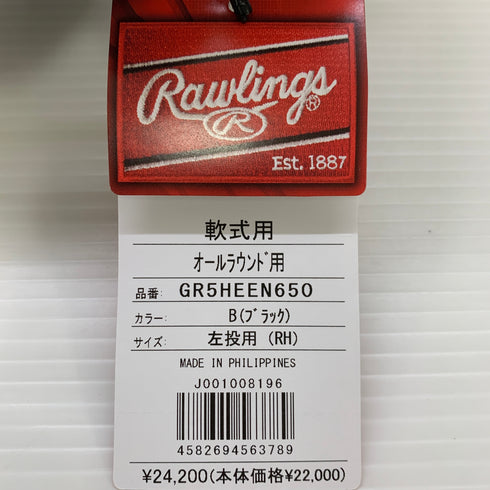 Rawlings®
R
Est. 1887
軟式用
ｵｰﾙﾗｳﾝﾄﾞ用
品番: GR5HEEN650
カラー: B(ﾌﾞﾗｯｸ)
サイズ: 左投用 (RH)
MADE IN PHILIPPINES
J001008196
4582694563789
¥24,200(本体価格¥22,000)